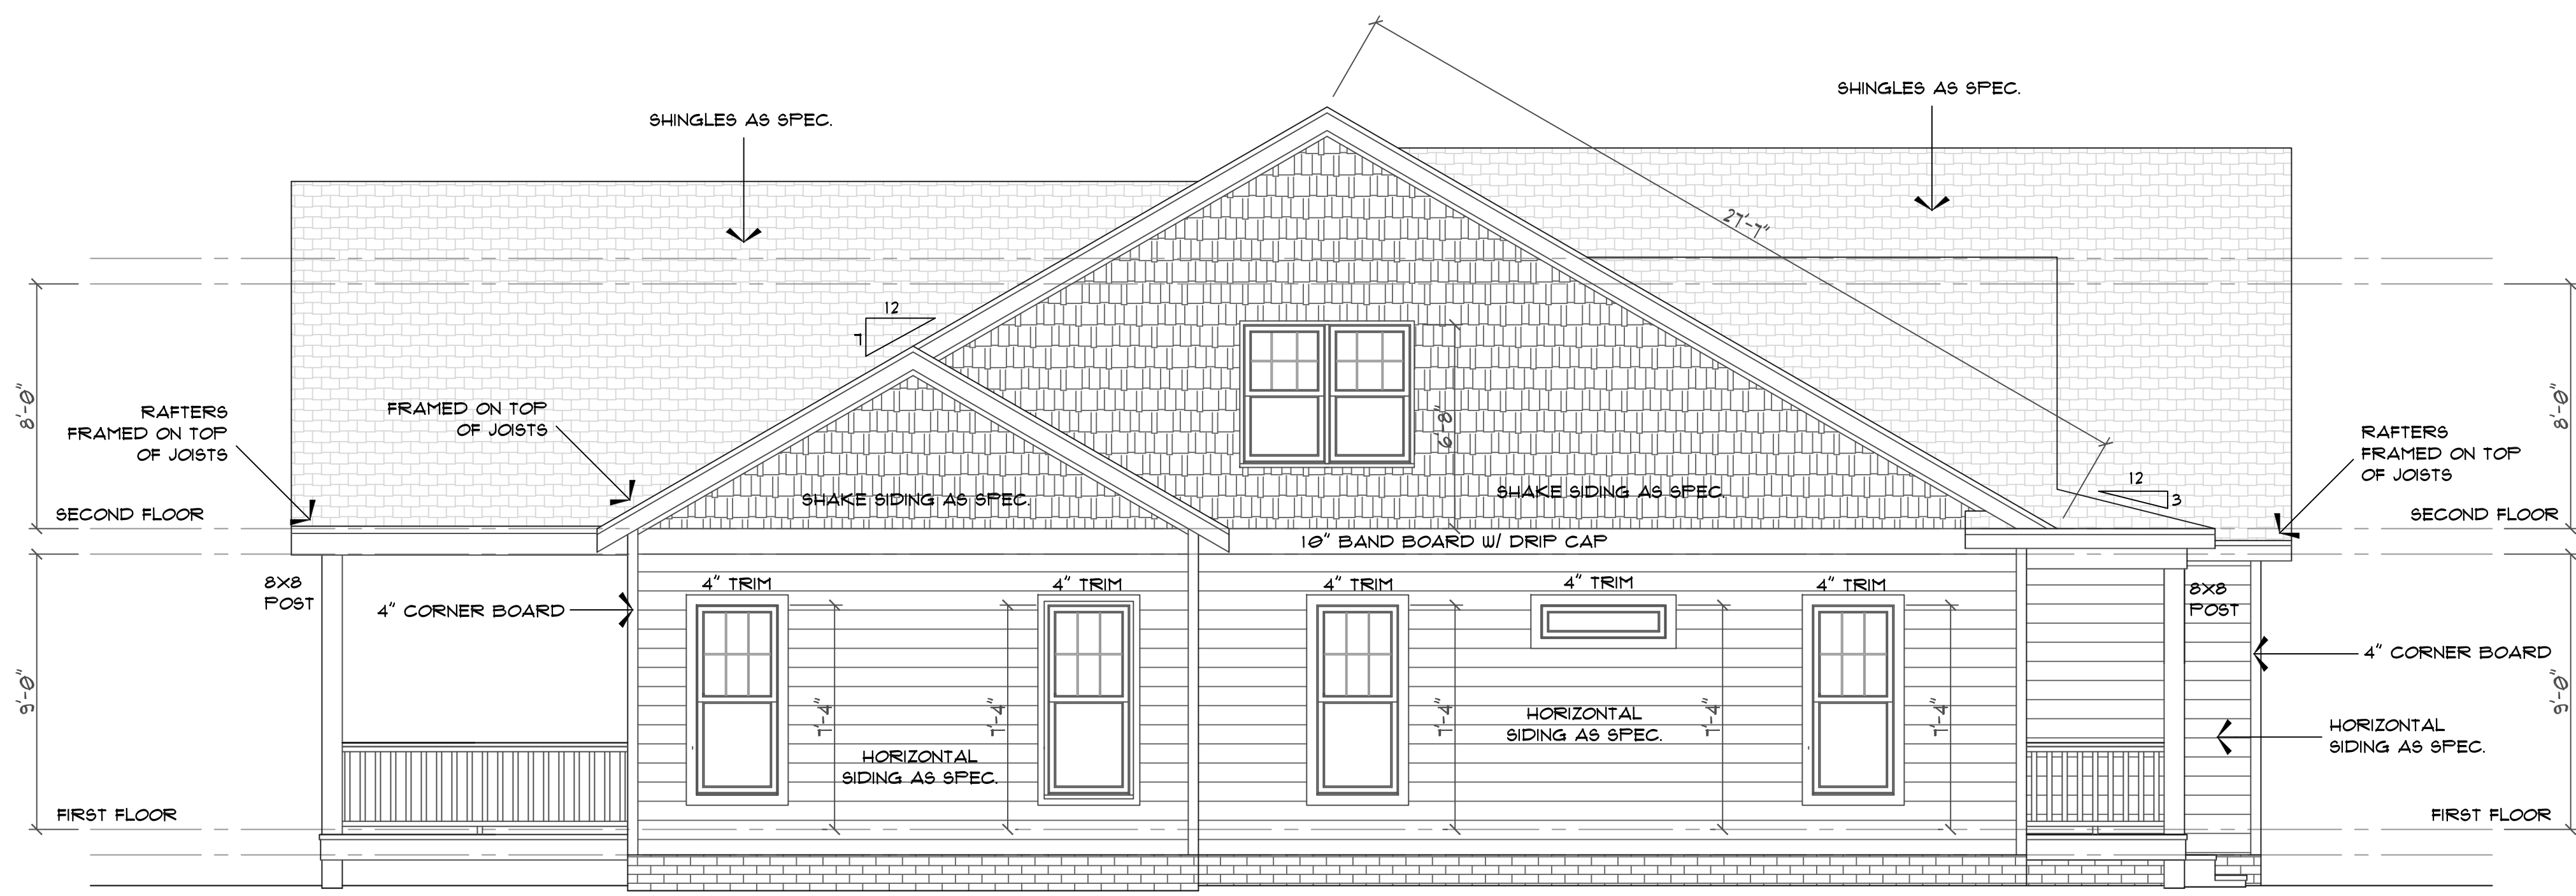 SHINGLES AS SPEC.
SHINGLES AS SPEC.
27'-7"
12
7
8'-0"
8'-0"
RAFTERS
FRAMED ON TOP
OF JOISTS
FRAMED ON TOP
OF JOISTS
6'-8"
RAFTERS
FRAMED ON TOP
OF JOISTS
12
3
SHAKE SIDING AS SPEC.
SHAKE SIDING AS SPEC.
SECOND FLOOR
SECOND FLOOR
10" BAND BOARD W/ DRIP CAP
8X8
POST
4" TRIM
4" TRIM
4" TRIM
4" TRIM
4" TRIM
8X8
POST
4" CORNER BOARD
4" CORNER BOARD
9'-0"
7'-4"
7'-4"
7'-4"
7'-4"
7'-4"
9'-0"
HORIZONTAL
SIDING AS SPEC.
HORIZONTAL
SIDING AS SPEC.
HORIZONTAL
SIDING AS SPEC.
FIRST FLOOR
FIRST FLOOR